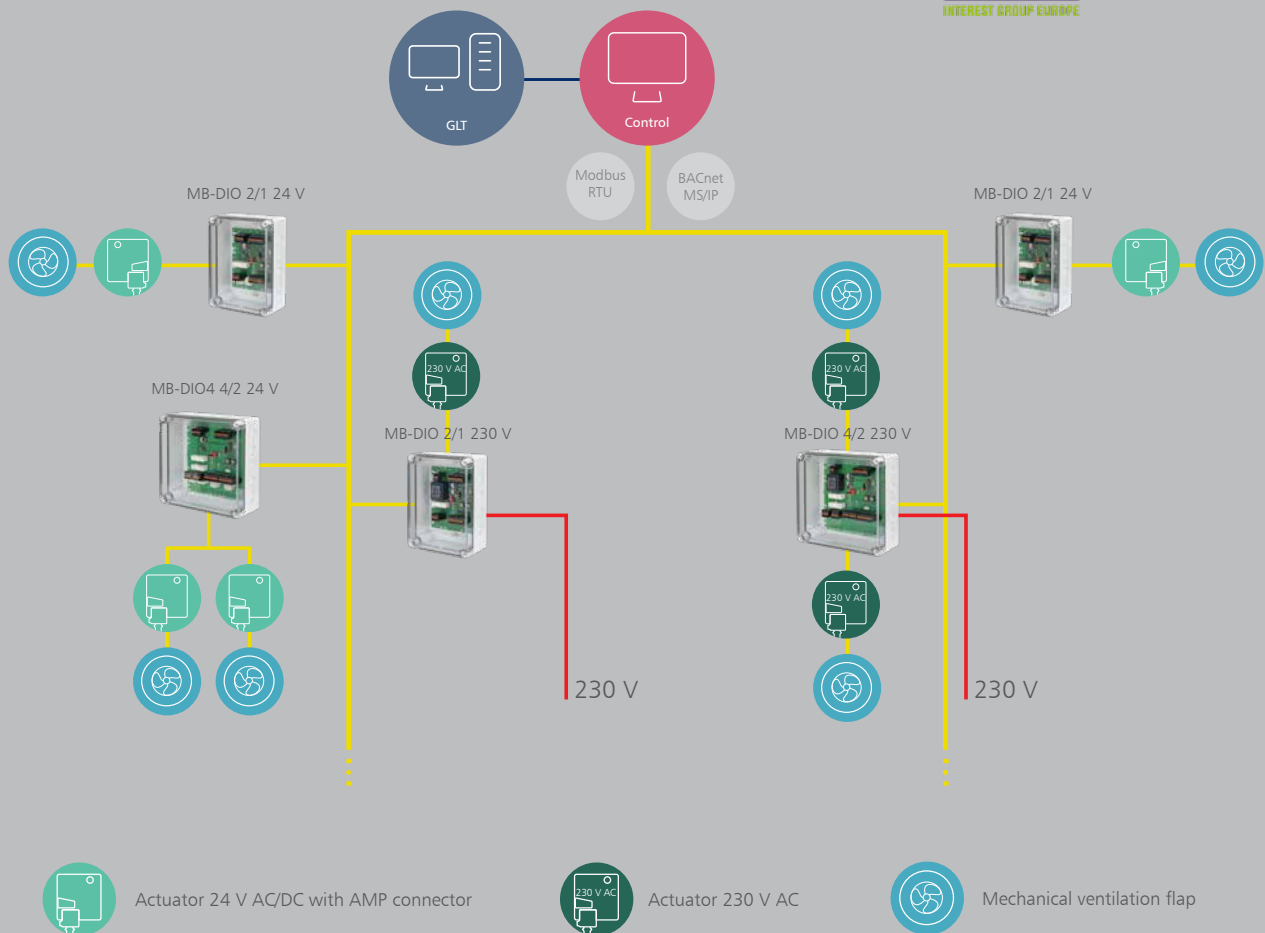 INTEREST GROUP EUROPE
GLT
Control
Modbus
RTU
BACnet
MS/IP
MB-DIO 2/1 24 V
MB-DIO 2/1 24 V
MB-DIO4 4/2 24 V
230 V AC
230 V AC
MB-DIO 2/1 230 V
MB-DIO 4/2 230 V
230 V AC
230 V
230 V
Actuator 24 V AC/DC with AMP connector
230 V AC
Actuator 230 V AC
Mechanical ventilation flap